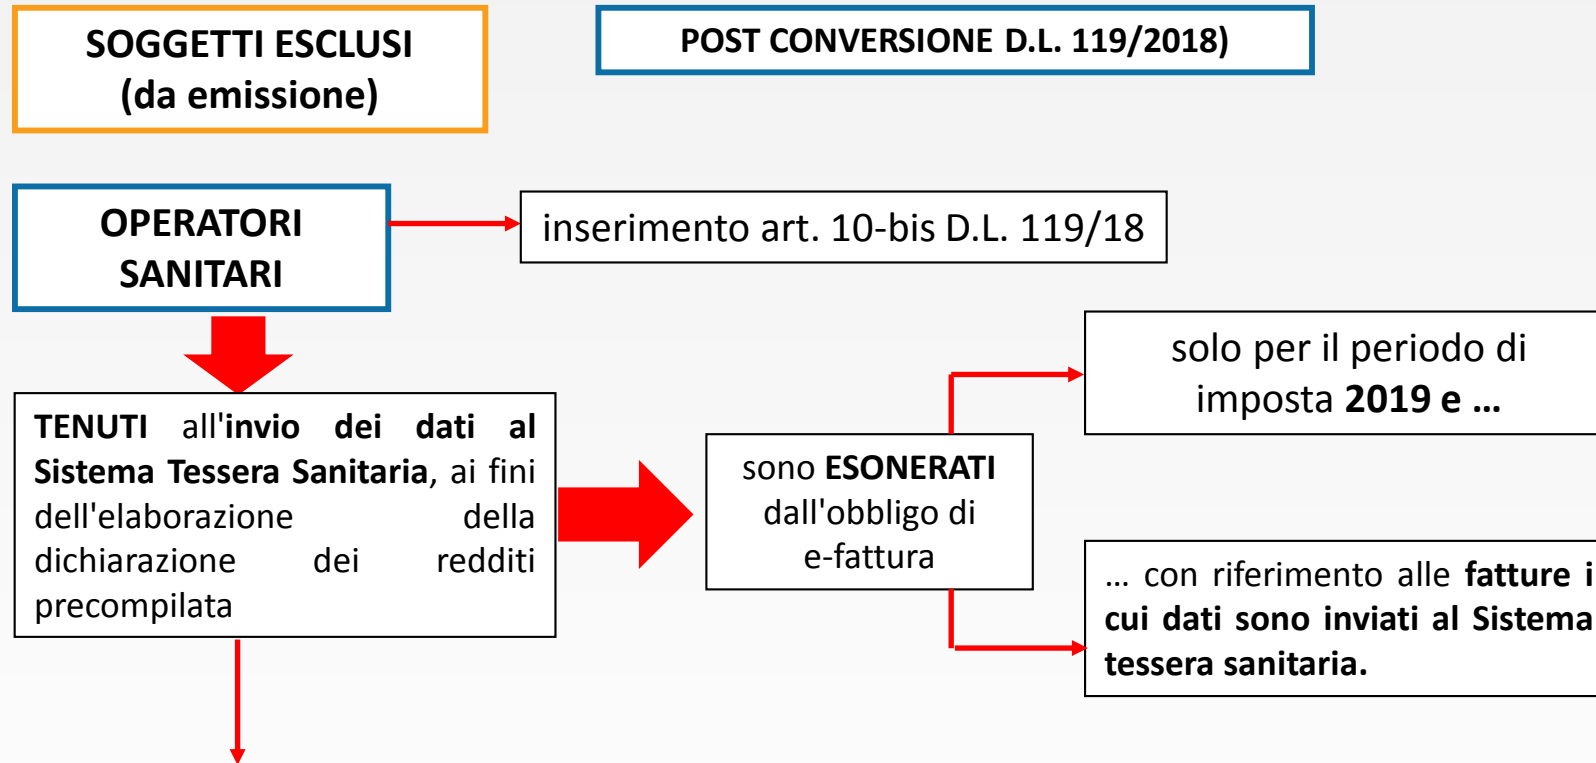 SOGGETTI ESCLUSI
(da emissione)
POST CONVERSIONE D.L. 119/2018)
OPERATORI
SANITARI
inserimento art. 10-bis D.L. 119/18
TENUTI all'invio dei dati al
Sistema Tessera Sanitaria, ai fini
dell'elaborazione della
dichiarazione dei redditi
precompilata
sono ESONERATI
dall'obbligo di
e-fattura
solo per il periodo di
imposta 2019 e ...
... con riferimento alle fatture i
cui dati sono inviati al Sistema
tessera sanitaria.